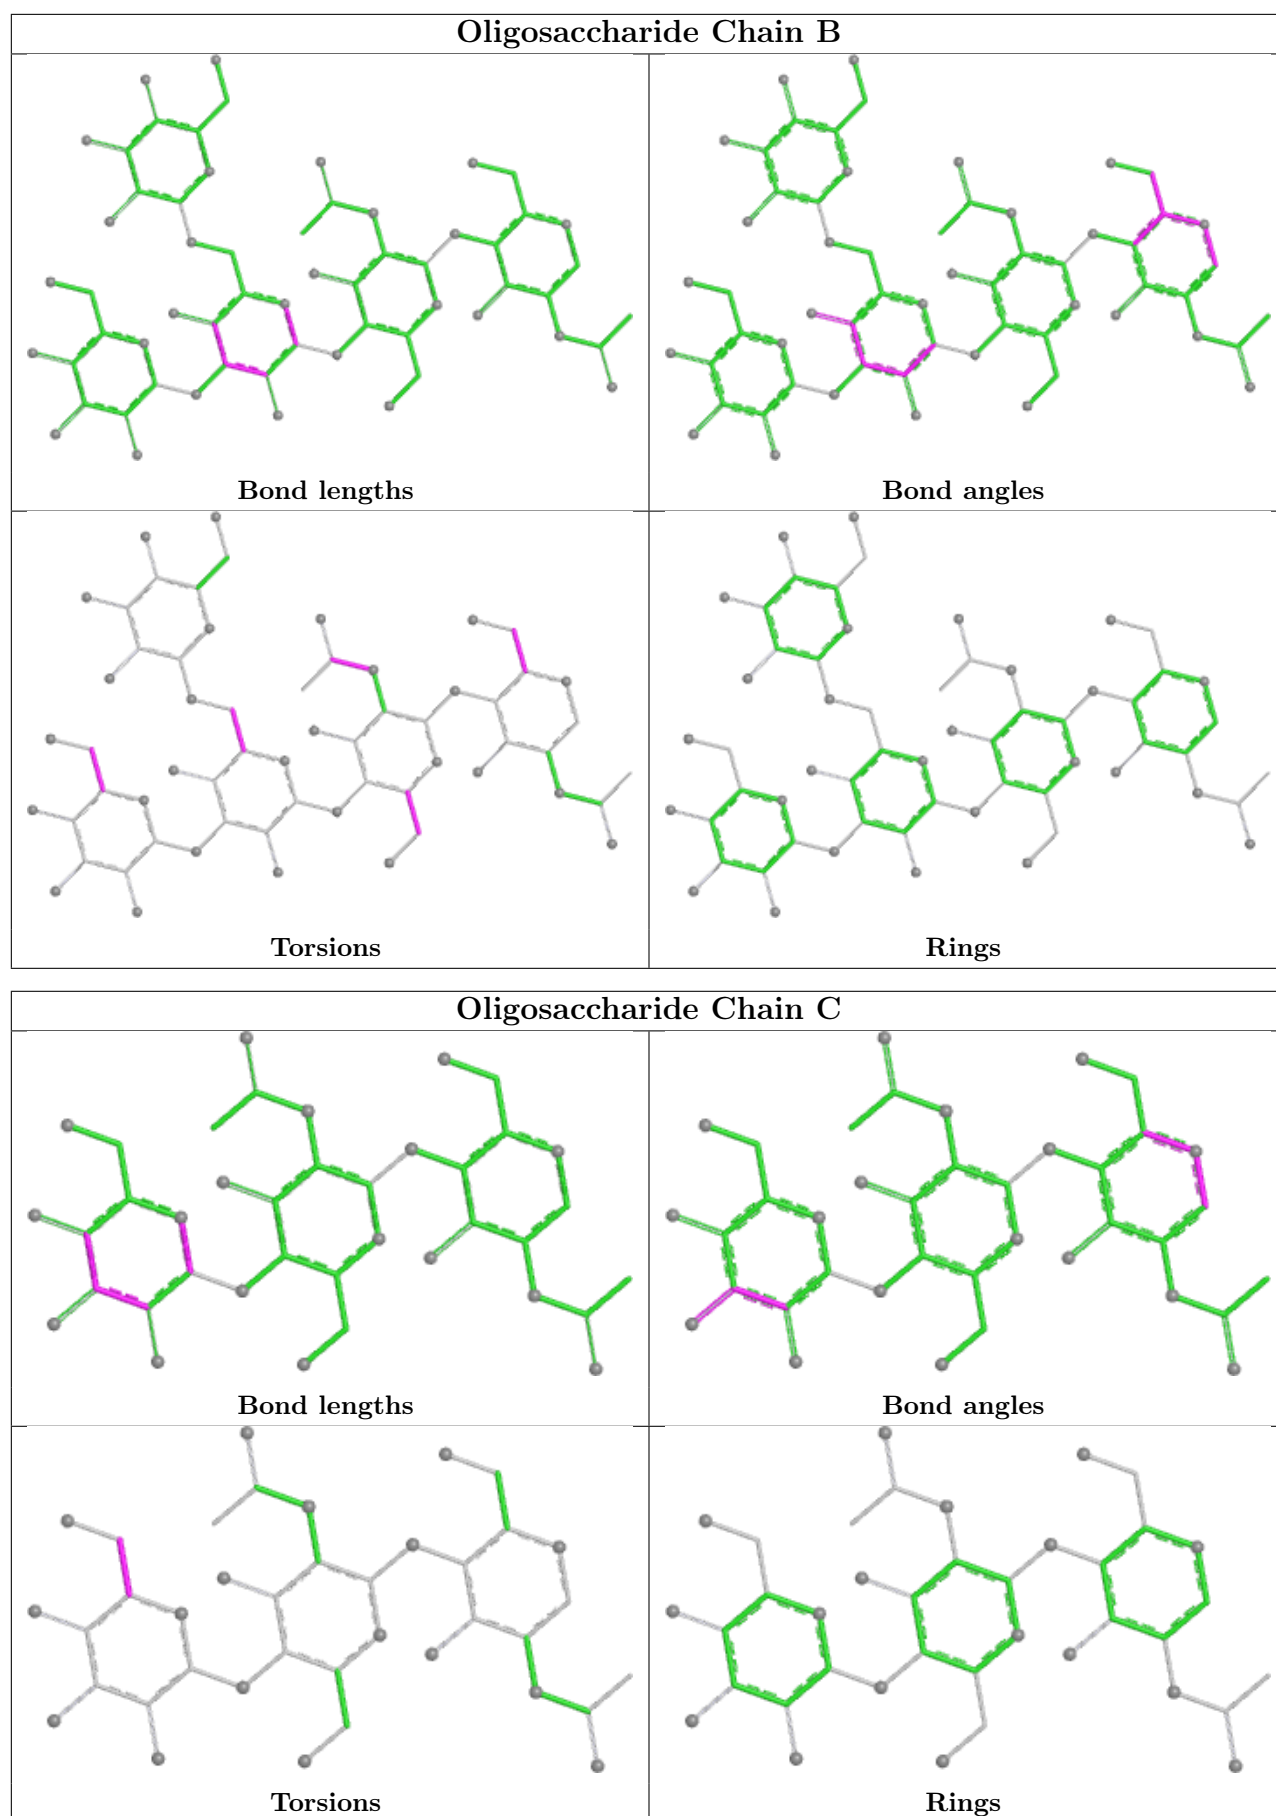 Oligosaccharide Chain B
Bond lengths
Bond angles
Torsions
Rings
Oligosaccharide Chain C
Bond lengths
Bond angles
Torsions
Rings